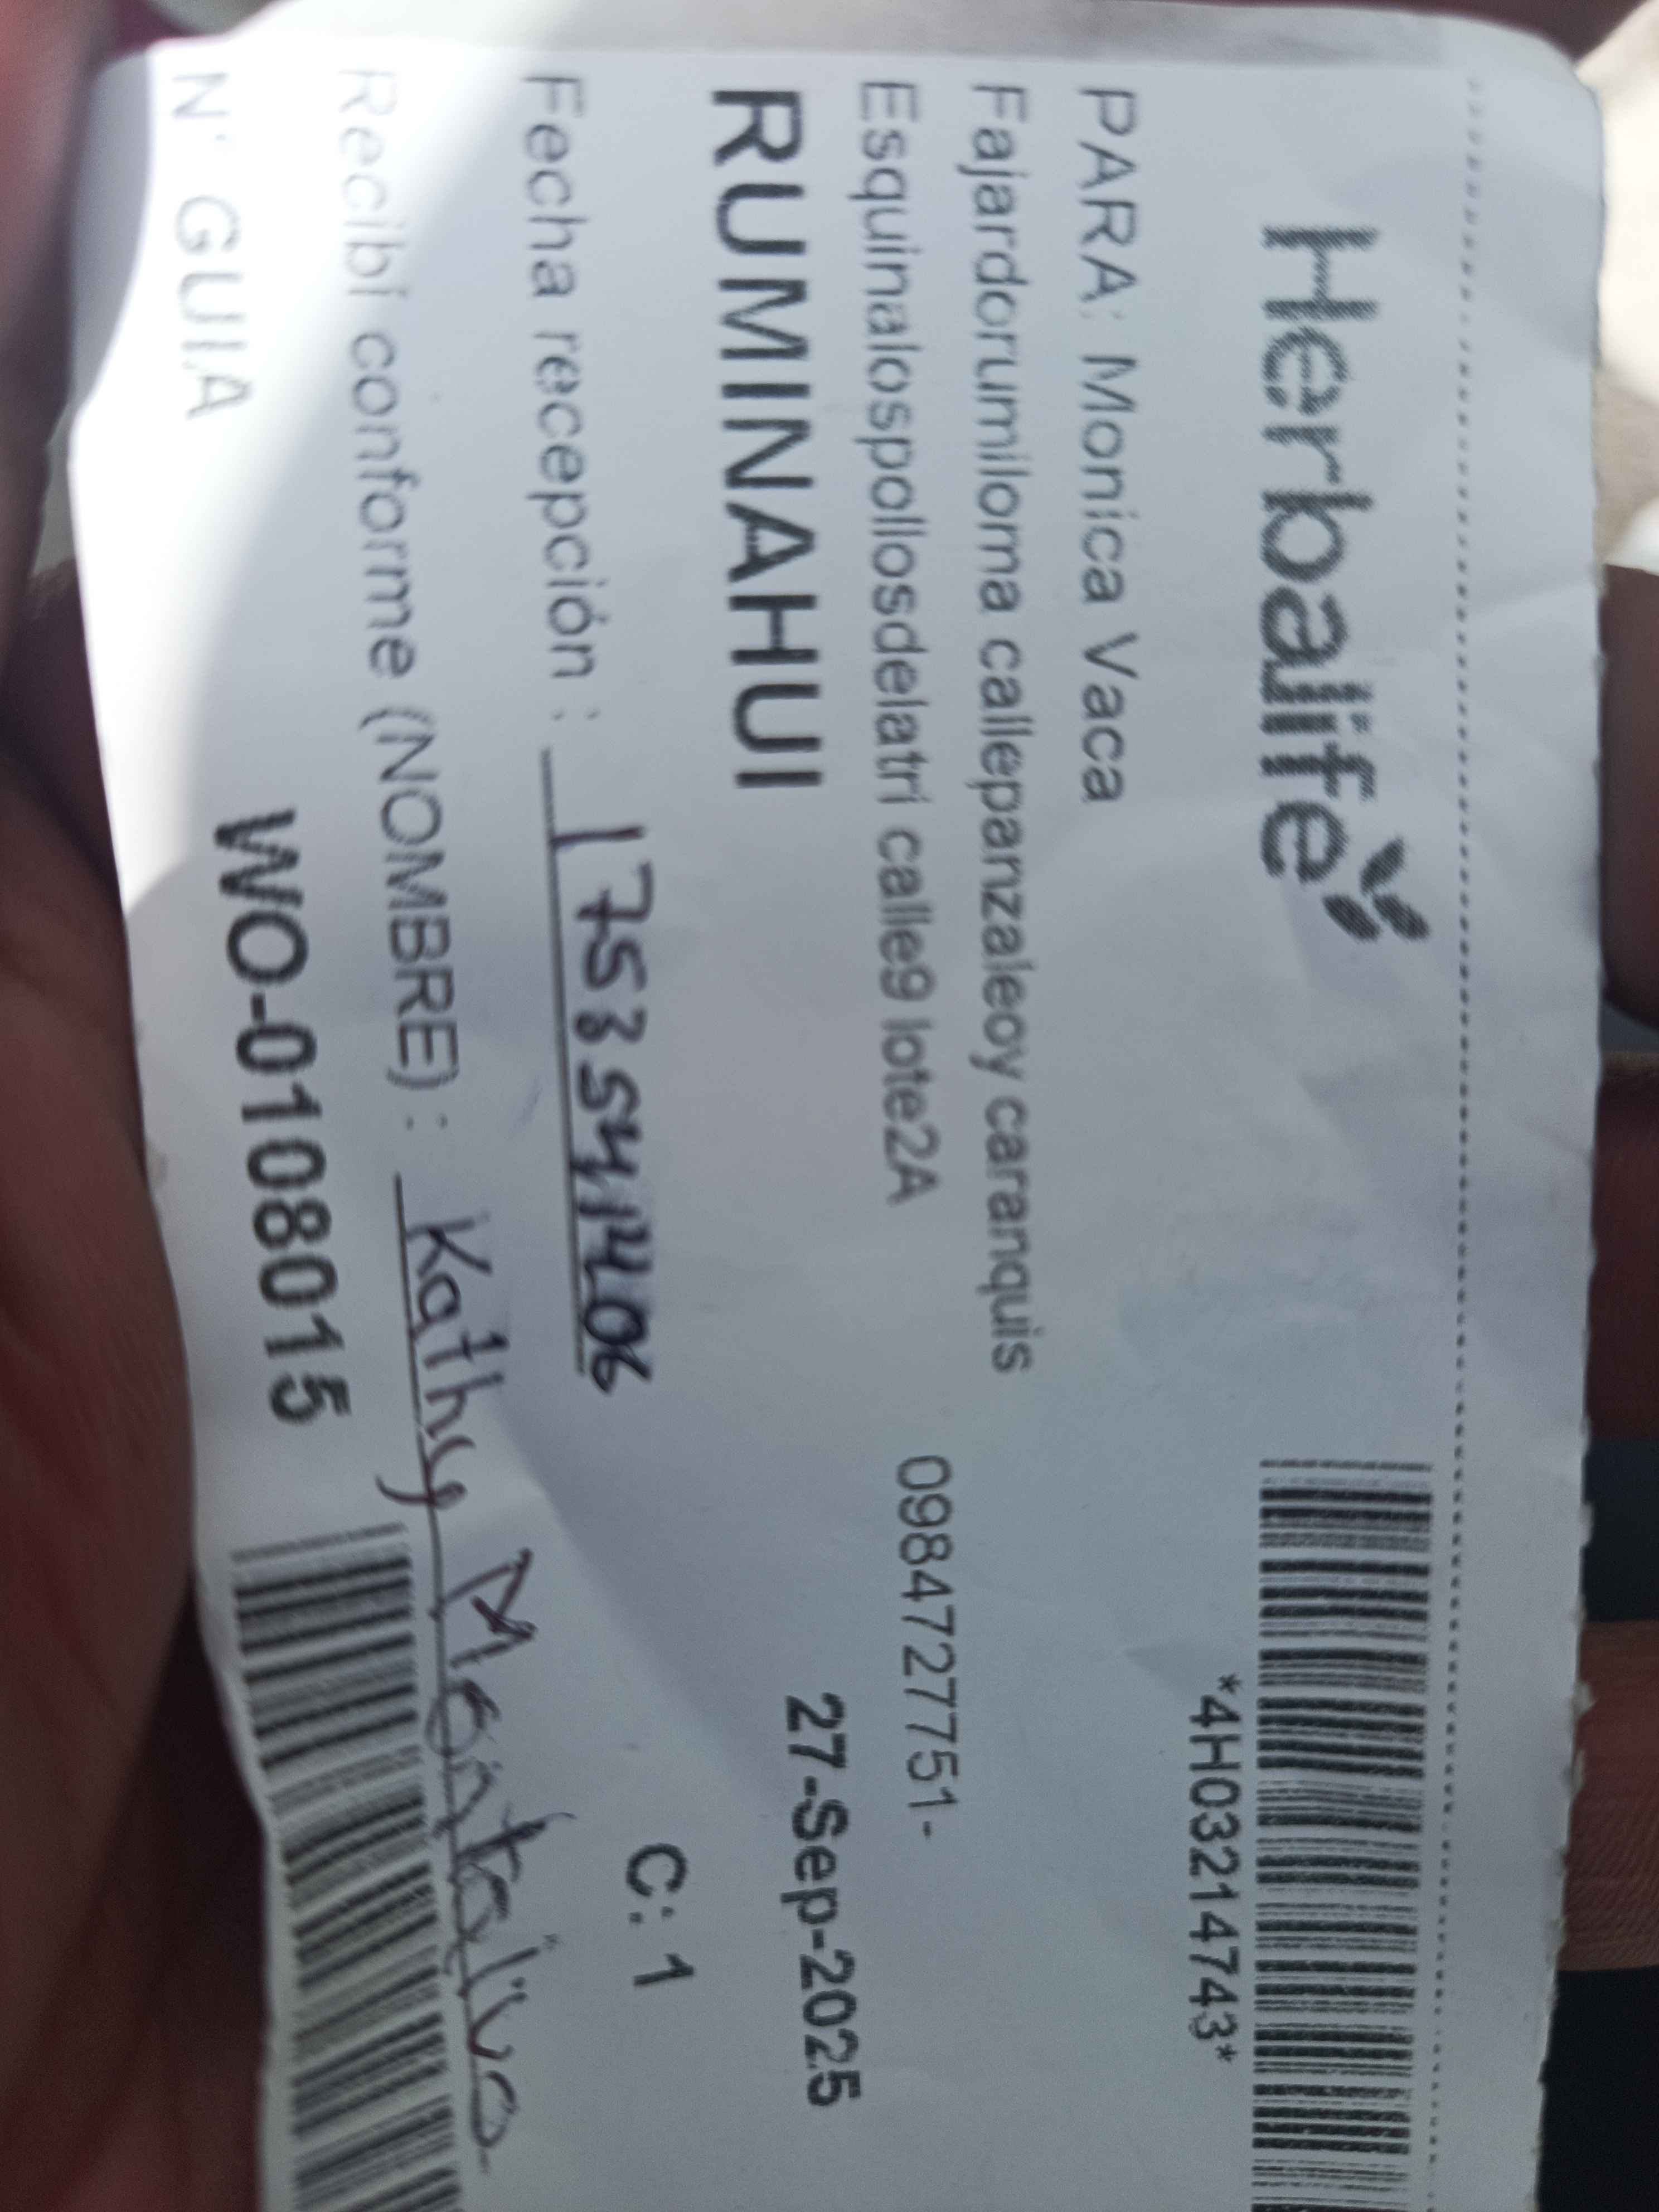 Herbalife
*4H03214743*
PARA: Monica Vaca
Fajardorumiloma callepanzaleoy caranquis
Esquinalospollosdelatri calle9 lote2A 0984727751-
RUMINAHUI 27-Sep-2025
Fecha recepción : 1753541406 C: 1
Recibí conforme (NOMBRE) : Kathy Montalvo
N° GUIA WO-0108015